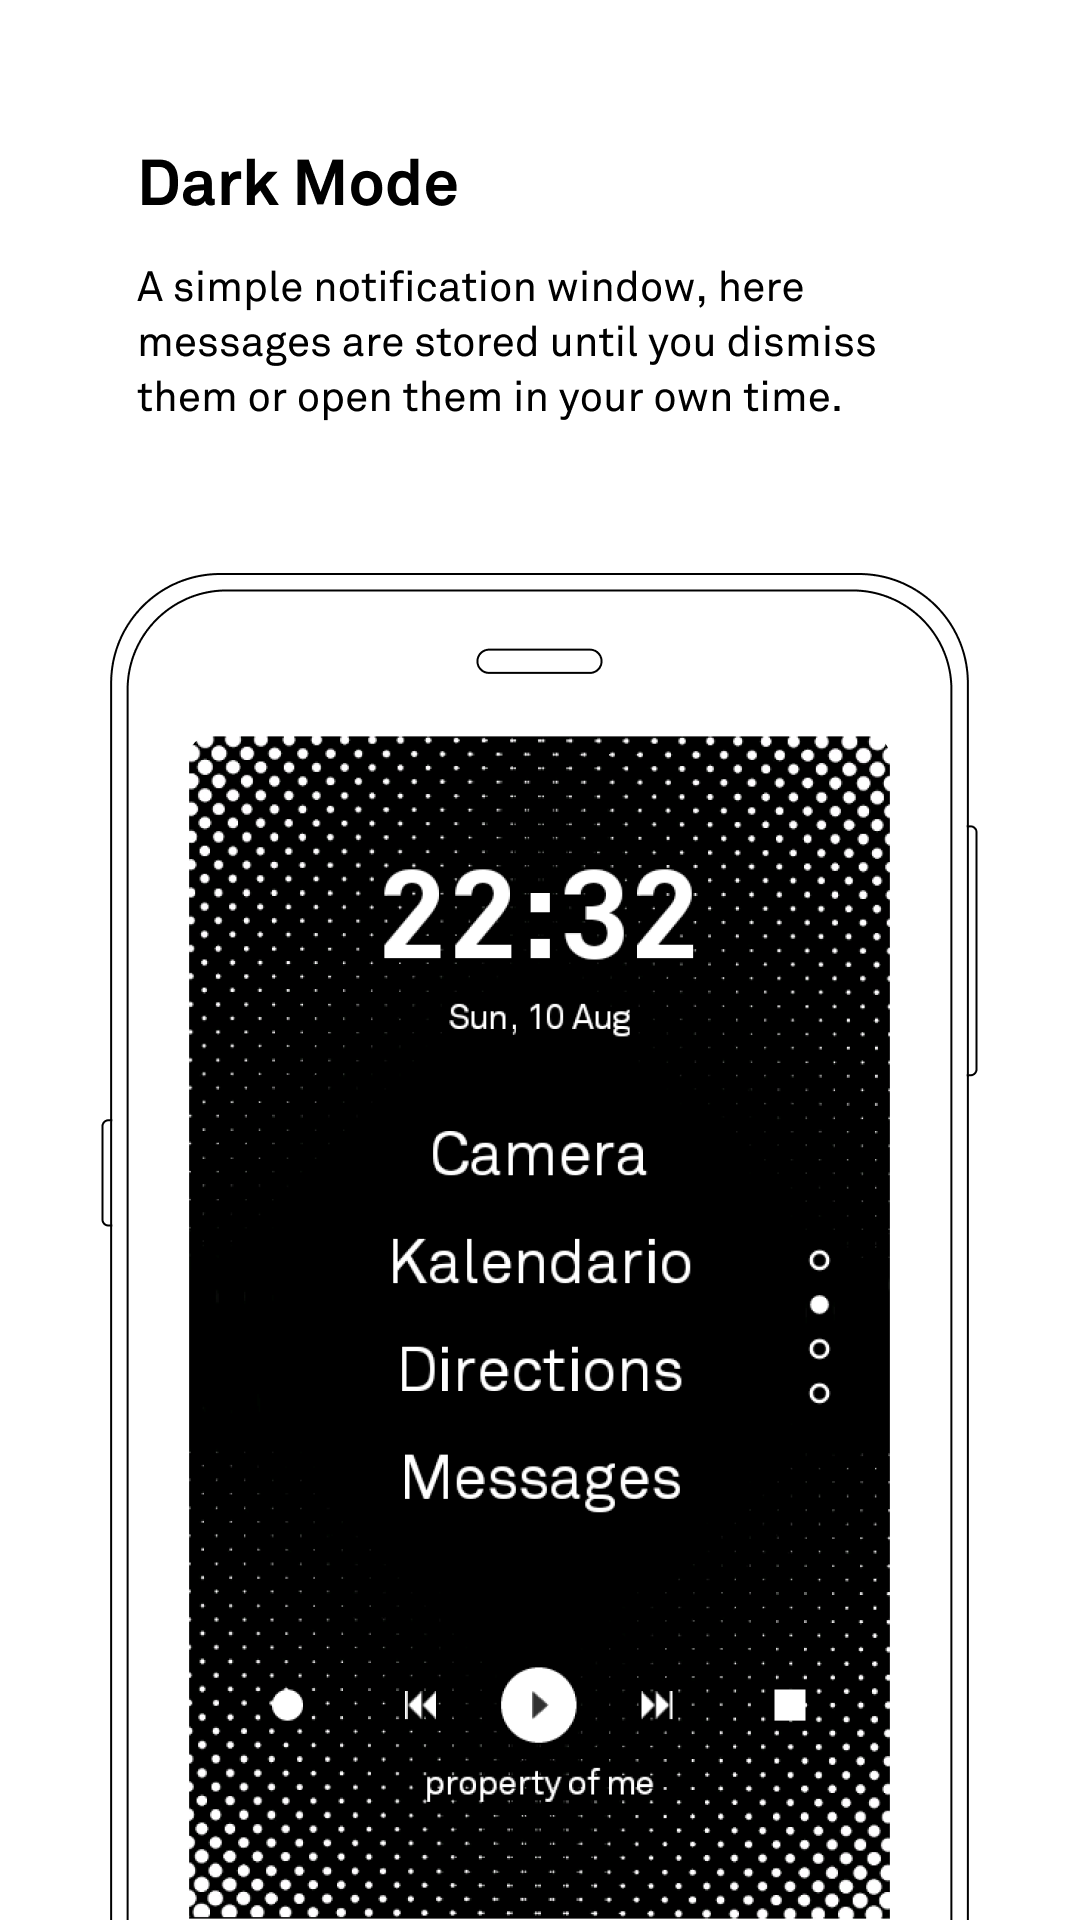 Dark Mode
A simple notification window, here
messages are stored until you dismiss
them or open them in your own time.
22:32
Sun, 10 Aug
Camera
Kalendario
Directions
Messages
property of me